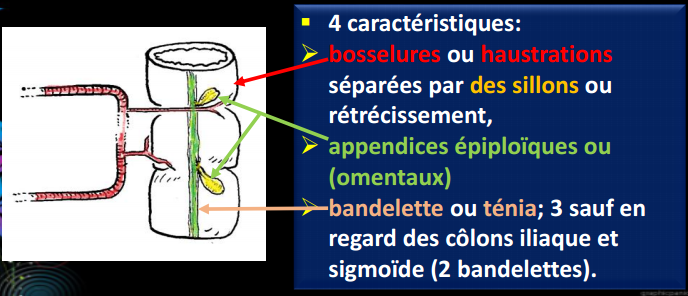 4 caractéristiques:
bosselures ou haustrations
séparées par des sillons ou
rétrécissement,
appendices épiploïques ou
(omentaux)
bandelette ou ténia; 3 sauf en
regard des côlons iliaque et
sigmoïde (2 bandelettes).